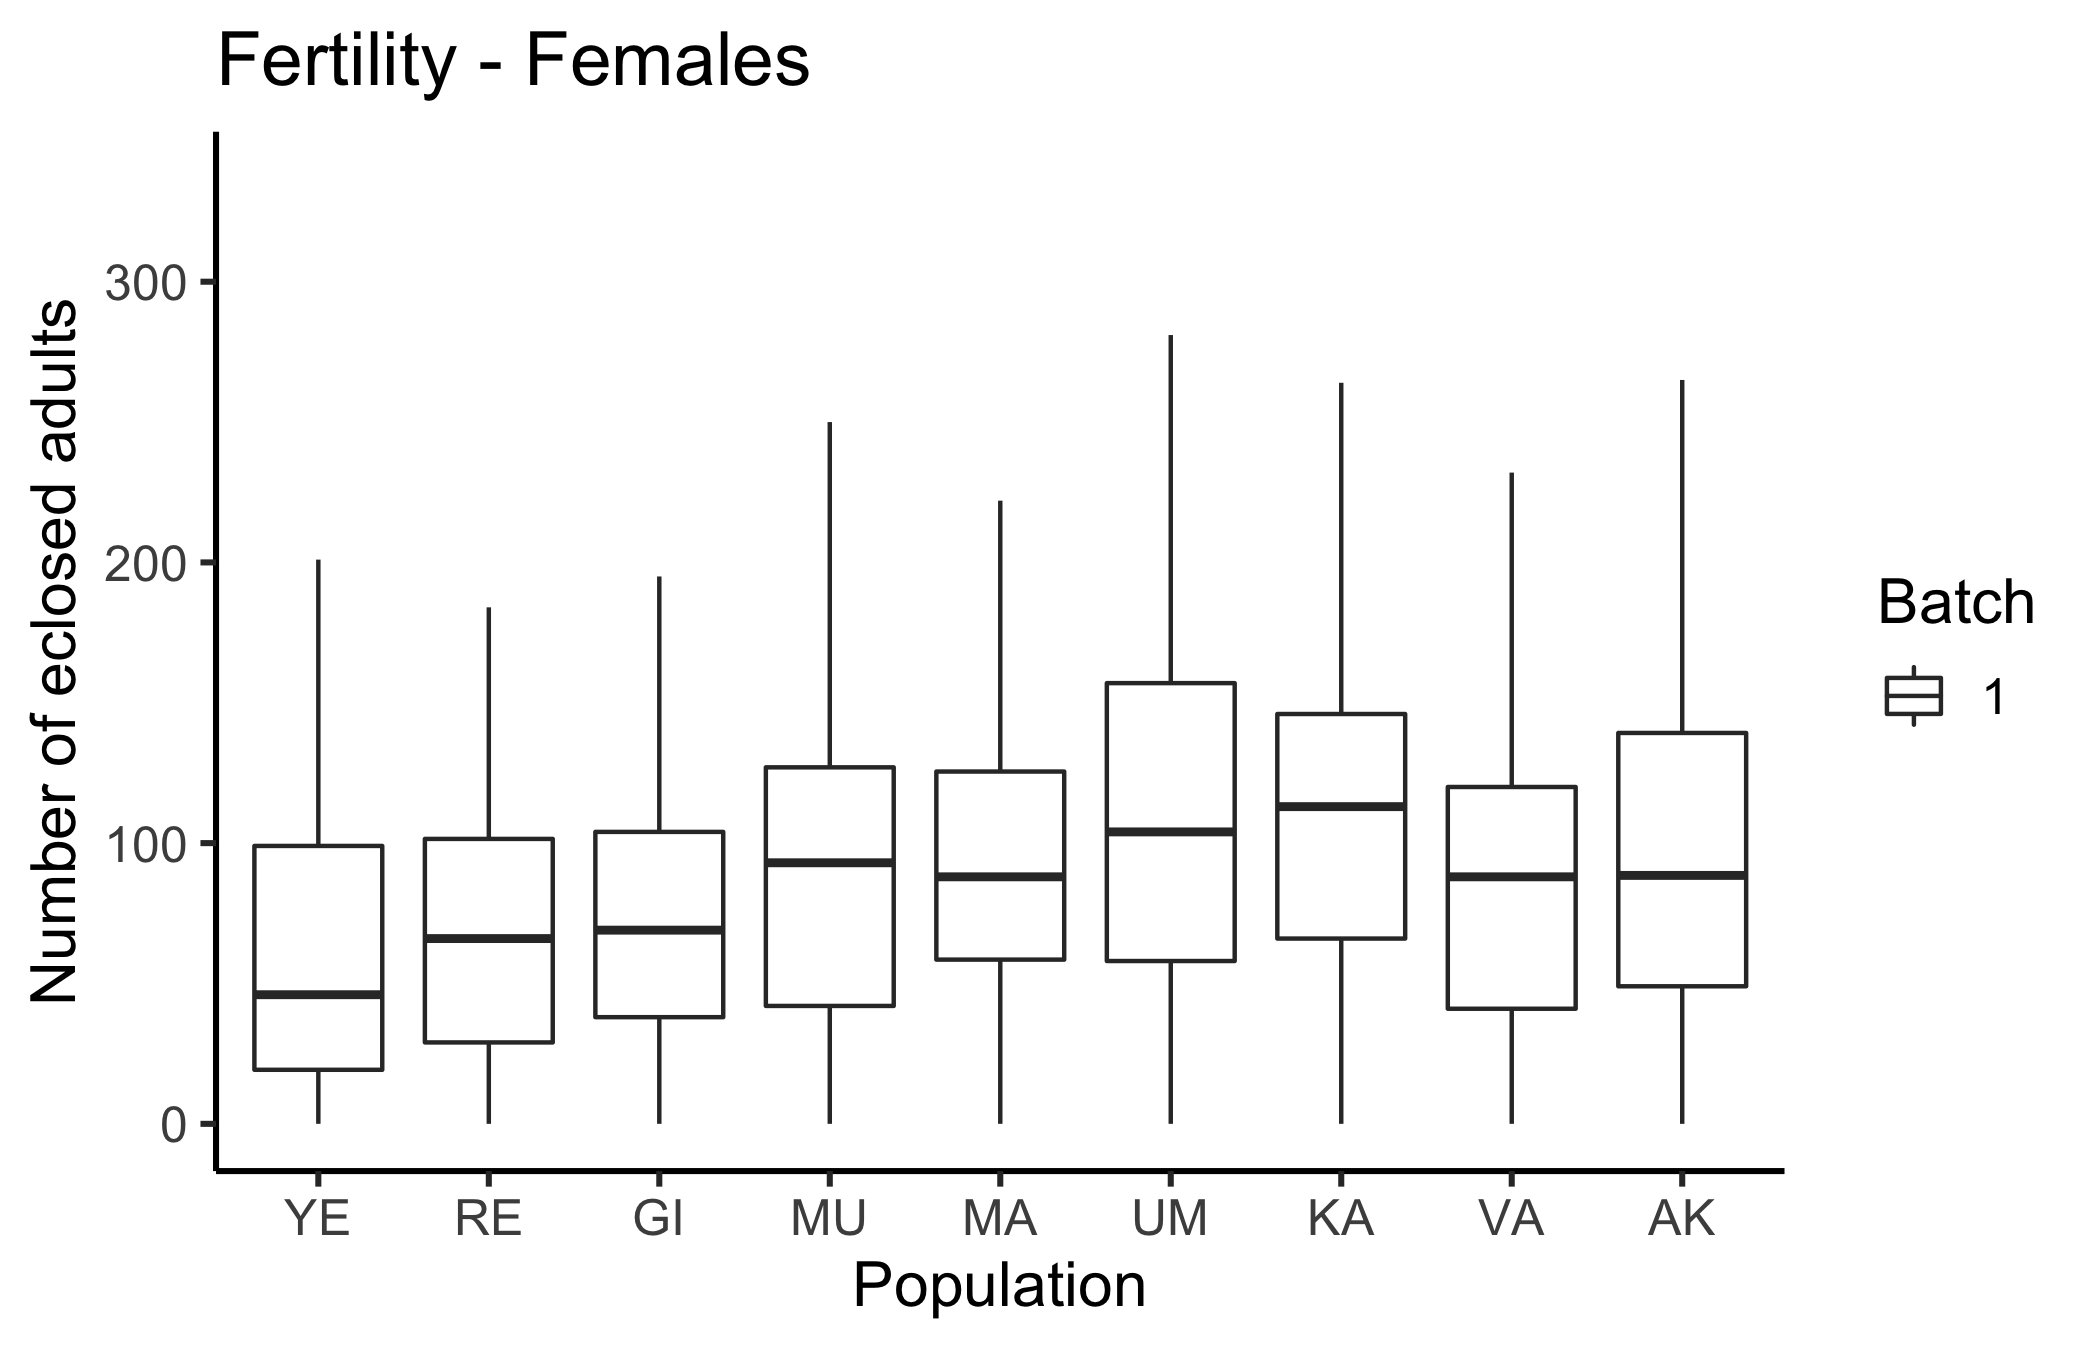 Fertility - Females
Number of eclosed adults
300
200
100
0
YE RE GI MU MA UM KA VA AK
Population
Batch
1